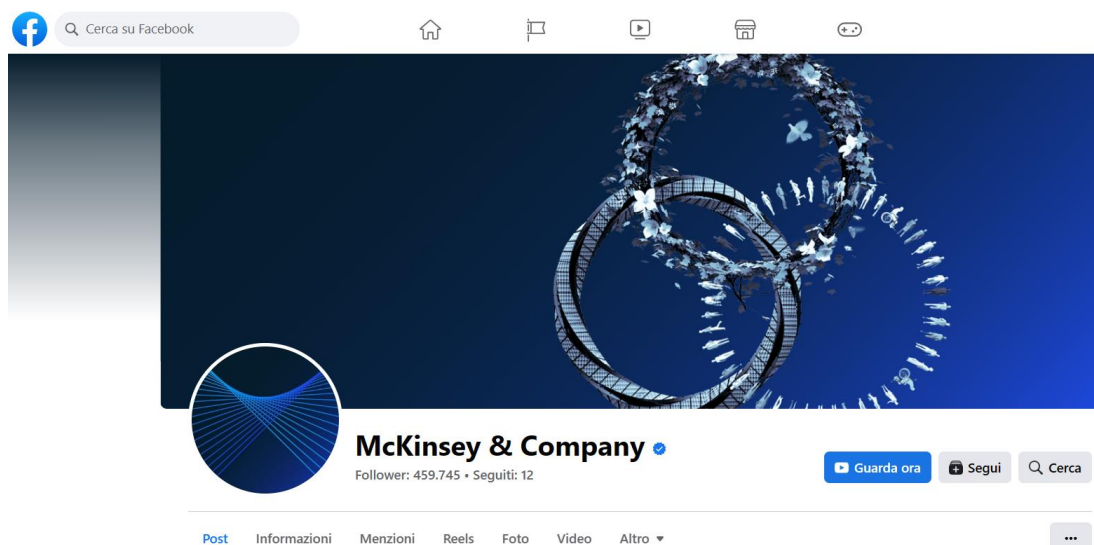 Cerca su Facebook
McKinsey & Company
Follower: 459.745 • Seguiti: 12
Guarda ora
Segui
Cerca
Post
Informazioni
Menzioni
Reels
Foto
Video
Altro